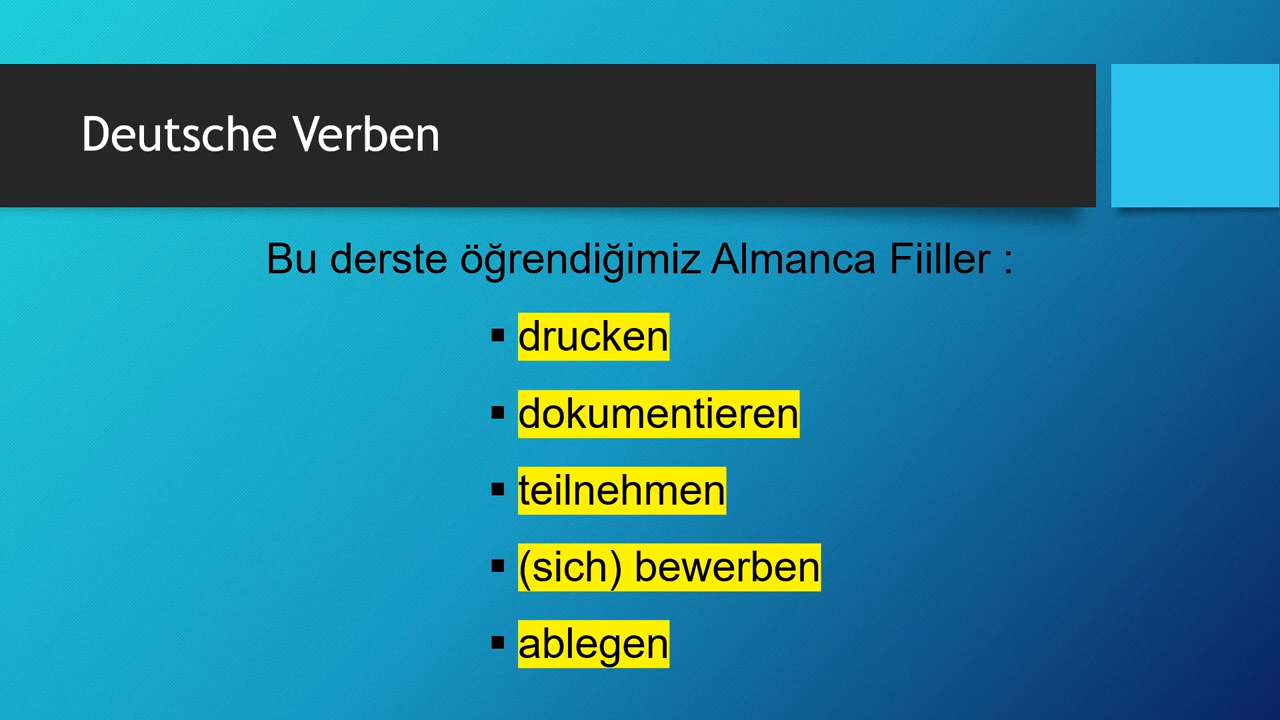 Deutsche Verben
Bu derste öğrendiğimiz Almanca Fiiller :
▪ drucken
▪ dokumentieren
▪ teilnehmen
▪ (sich) bewerben
▪ ablegen